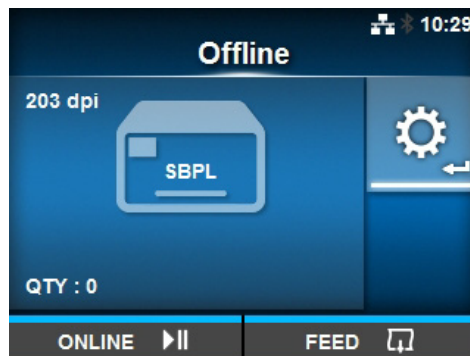 10:29
Offline
203 dpi
SBPL
QTY : 0
ONLINE
FEED